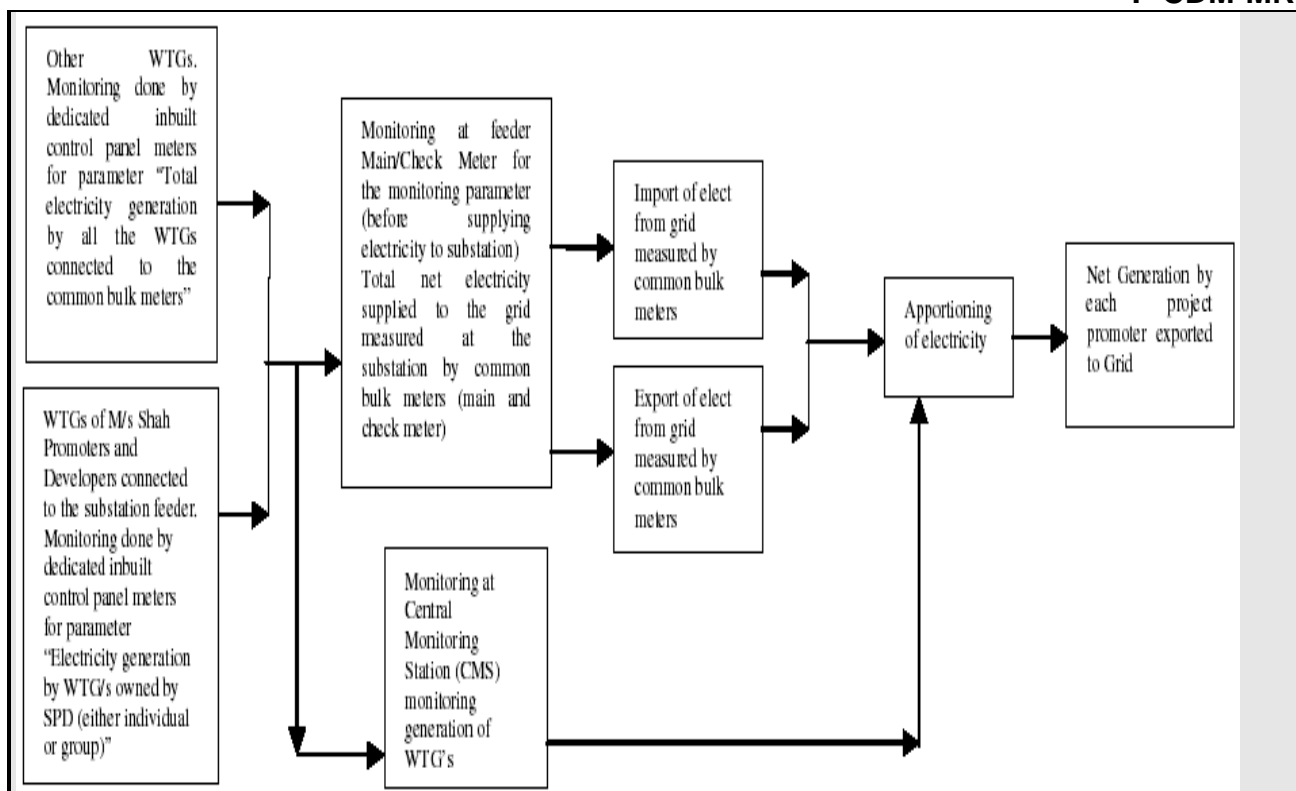 Other WTGs.
Monitoring done by
dedicated inbuilt
control panel meters
for parameter “Total
electricity generation
by all the WTGs
connected to the
common bulk meters”
WTGs of M/s Shah
Promoters and
Developers connected
to the substation feeder.
Monitoring done by
dedicated inbuilt
control panel meters
for parameter
“Electricity generation
by WTG/s owned by
SPD (either individual
or group)”
Monitoring at feeder
Main/Check Meter for
the monitoring parameter
(before supplying
electricity to substation)
Total net electricity
supplied to the grid
measured at the
substation by common
bulk meters (main and
check meter)
Monitoring at
Central
Monitoring
Station (CMS)
monitoring
generation of
WTG's
Import of elect
from grid
measured by
common bulk
meters
Export of elect
from grid
measured by
common bulk
meters
Apportioning
of electricity
Net Generation by
each project
promoter exported
to Grid